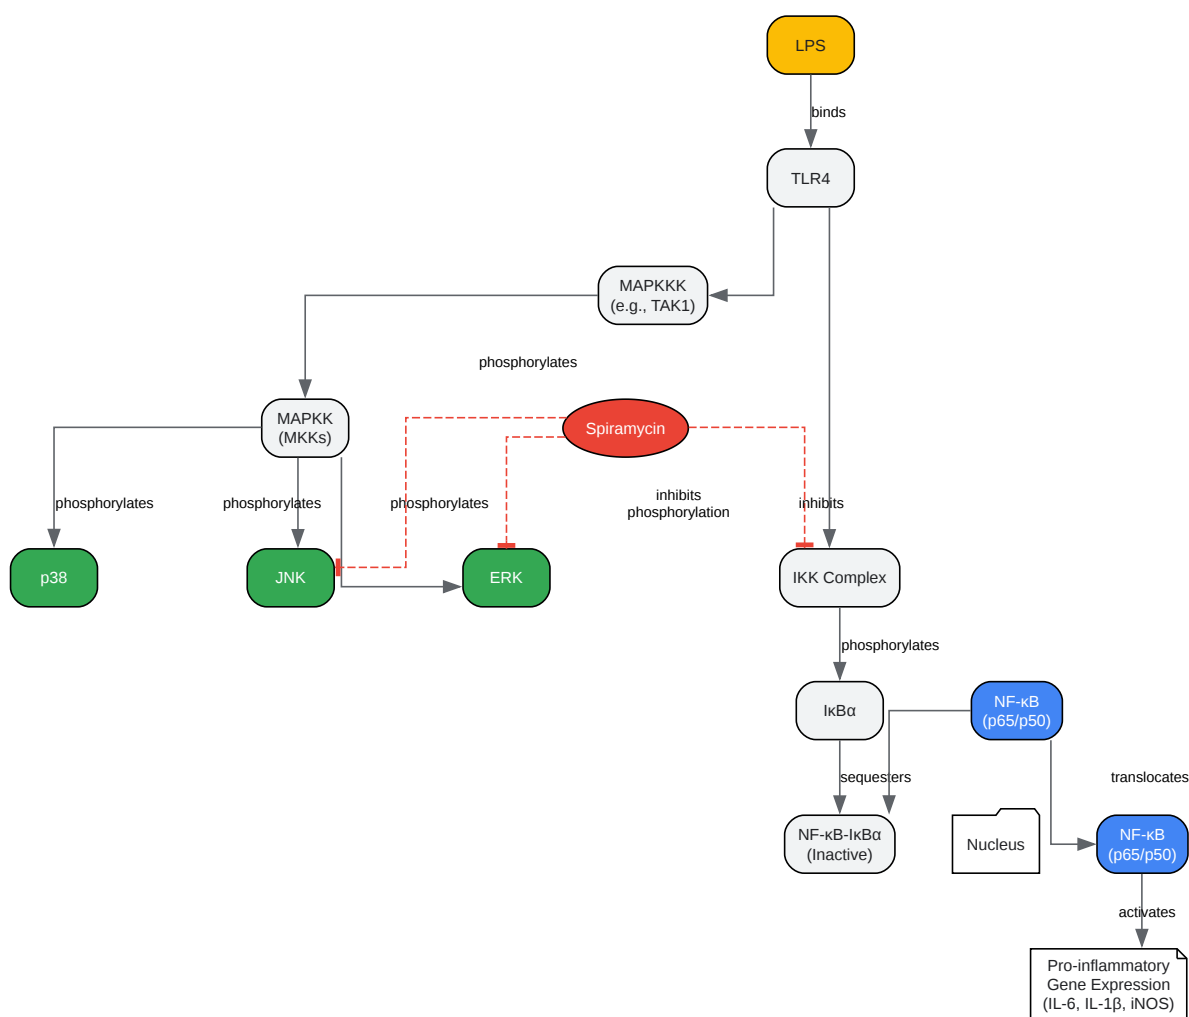 LPS
binds
TLR4
MAPKKK
(e.g., TAK1)
phosphorylates
MAPKK
(MKKs)
Spiramycin
phosphorylates
phosphorylates
phosphorylates
inhibits
phosphorylation
inhibits
p38
JNK
ERK
IKK Complex
phosphorylates
IκBα
NF-κB
(p65/p50)
sequesters
translocates
NF-κB-IκBα
(Inactive)
Nucleus
NF-κB
(p65/p50)
activates
Pro-inflammatory
Gene Expression
(IL-6, IL-1β, iNOS)